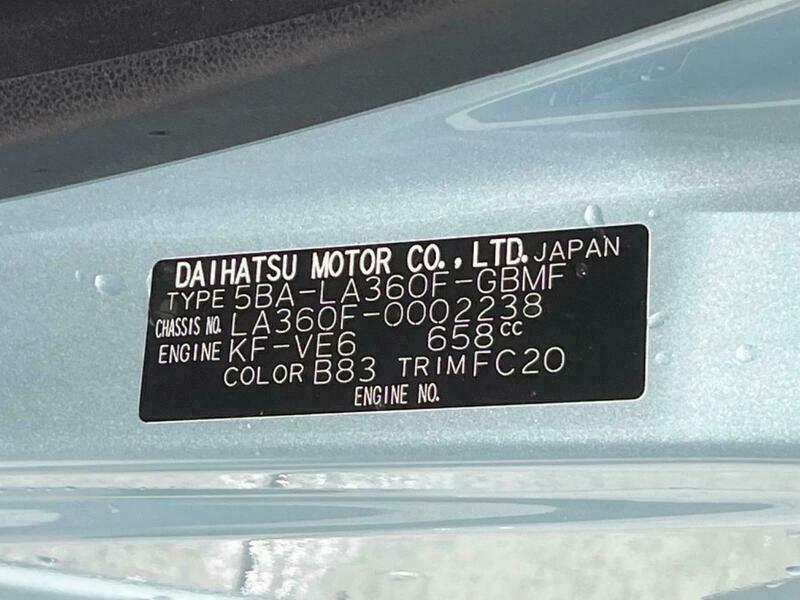 DAIHATSU MOTOR CO., LTD. JAPAN
TYPE 5BA-LA360F-GBMF
CHASSIS NO. LA360F-0002238
ENGINE KF-VE6 658cc
COLOR B83 TRIM FC20
ENGINE NO.